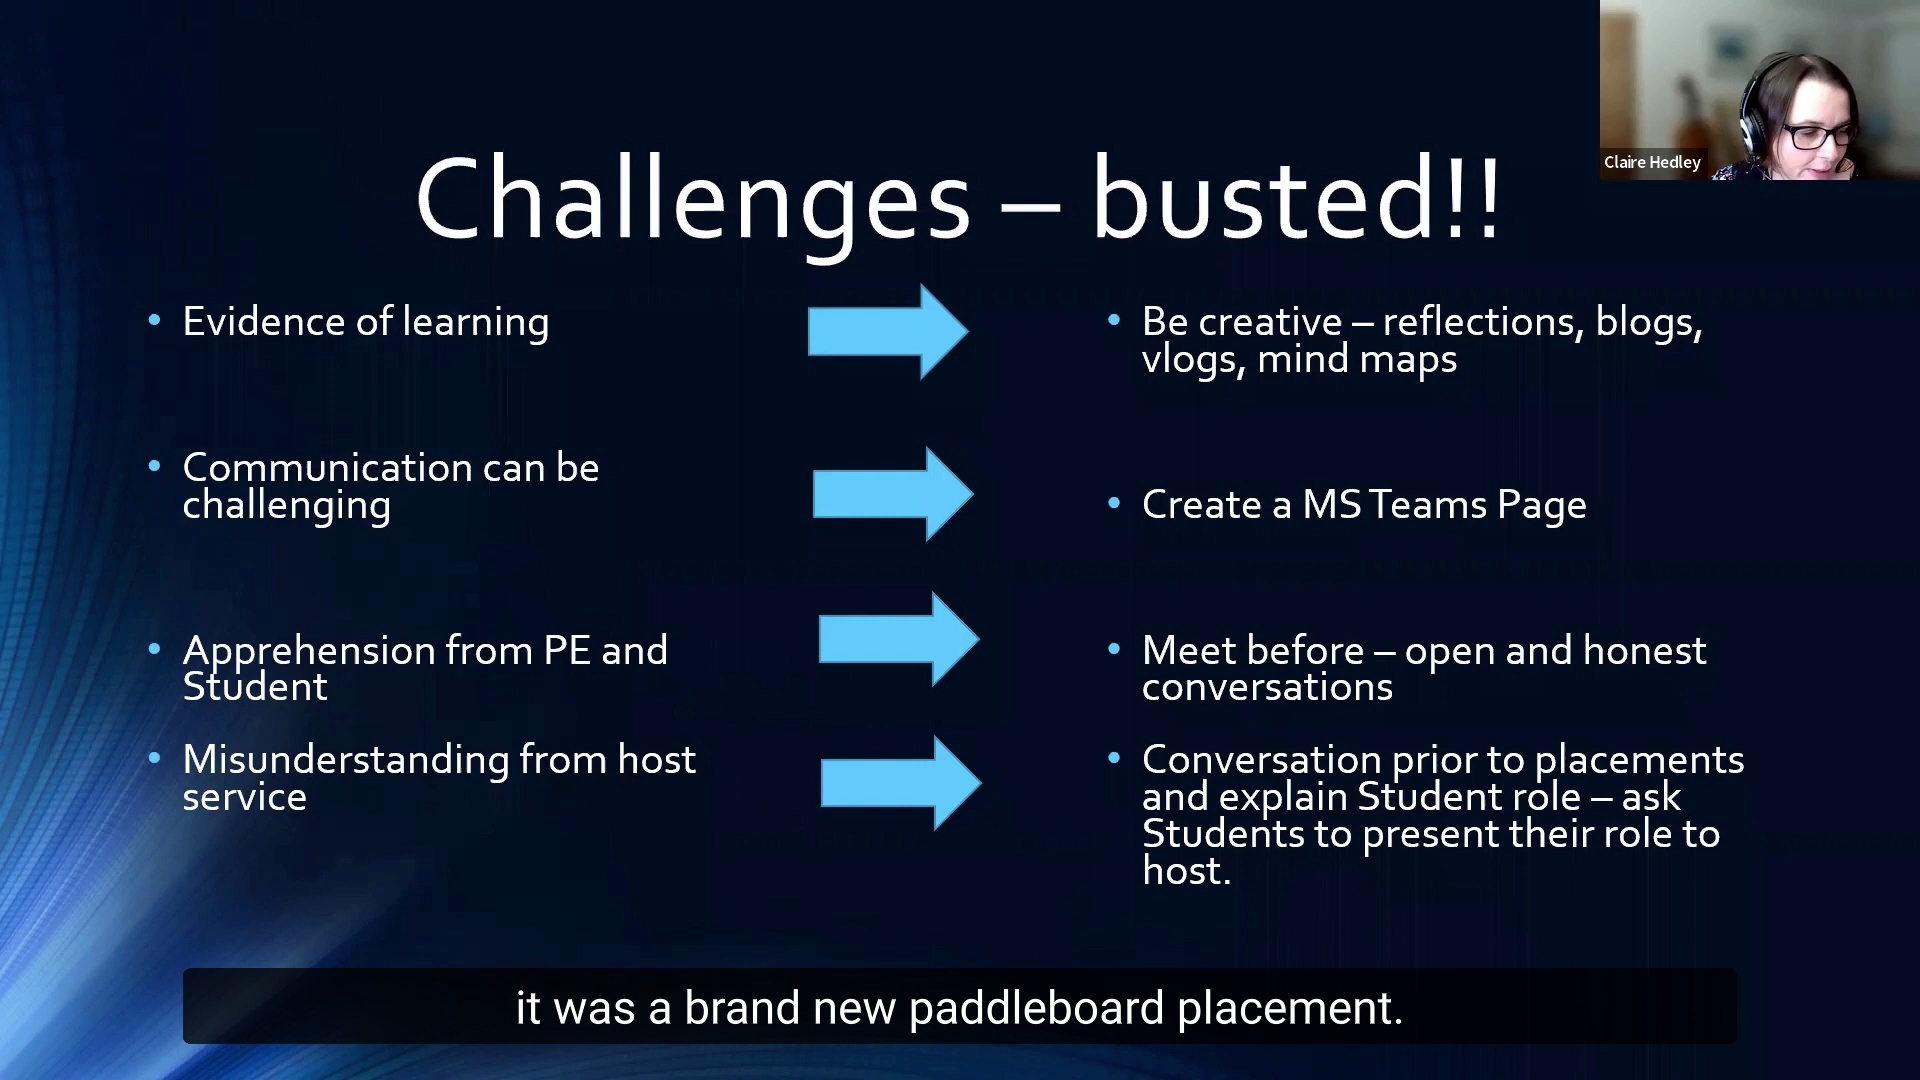 Claire Hedley
Challenges – busted!!
• Evidence of learning
• Be creative – reflections, blogs,
vlogs, mind maps
• Communication can be
challenging
• Create a MS Teams Page
• Apprehension from PE and
Student
• Meet before – open and honest
conversations
• Misunderstanding from host
service
• Conversation prior to placements
and explain Student role – ask
Students to present their role to
host.
it was a brand new paddleboard placement.